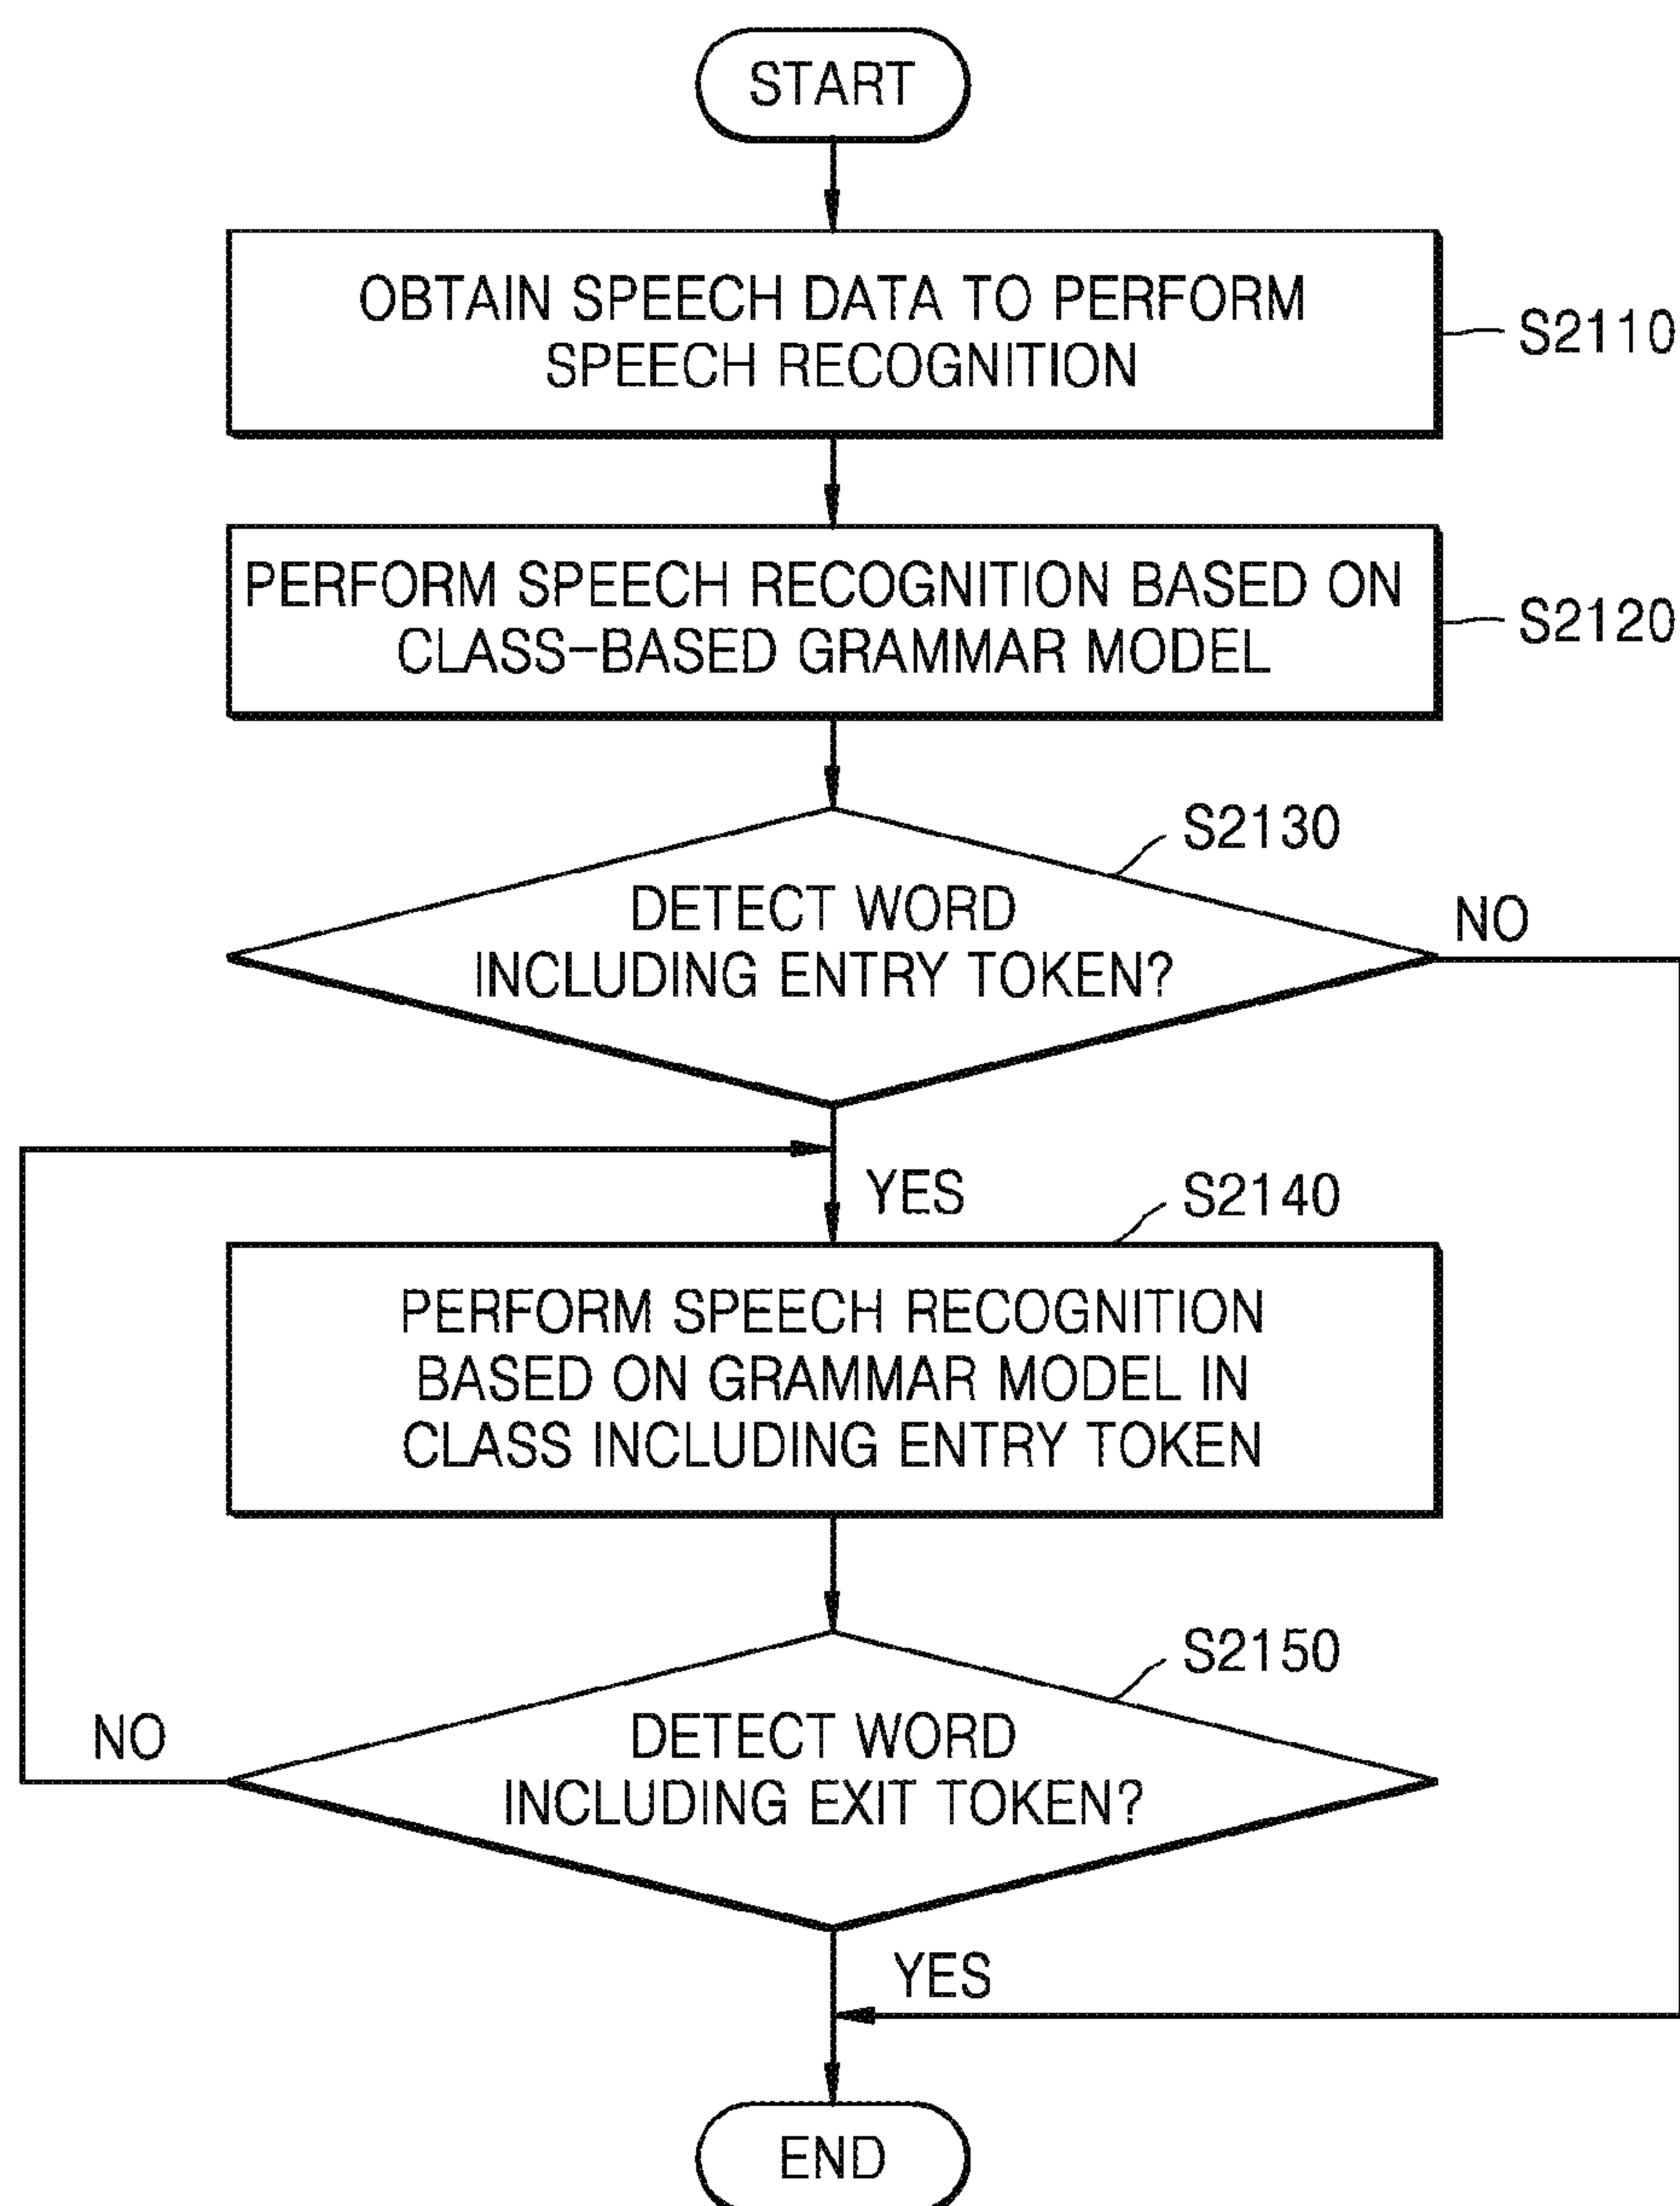 START
OBTAIN SPEECH DATA TO PERFORM
SPEECH RECOGNITION
S2110
PERFORM SPEECH RECOGNITION BASED ON
CLASS-BASED GRAMMAR MODEL
S2120
S2130
DETECT WORD
INCLUDING ENTRY TOKEN?
NO
YES
S2140
PERFORM SPEECH RECOGNITION
BASED ON GRAMMAR MODEL IN
CLASS INCLUDING ENTRY TOKEN
S2150
DETECT WORD
INCLUDING EXIT TOKEN?
NO
YES
END